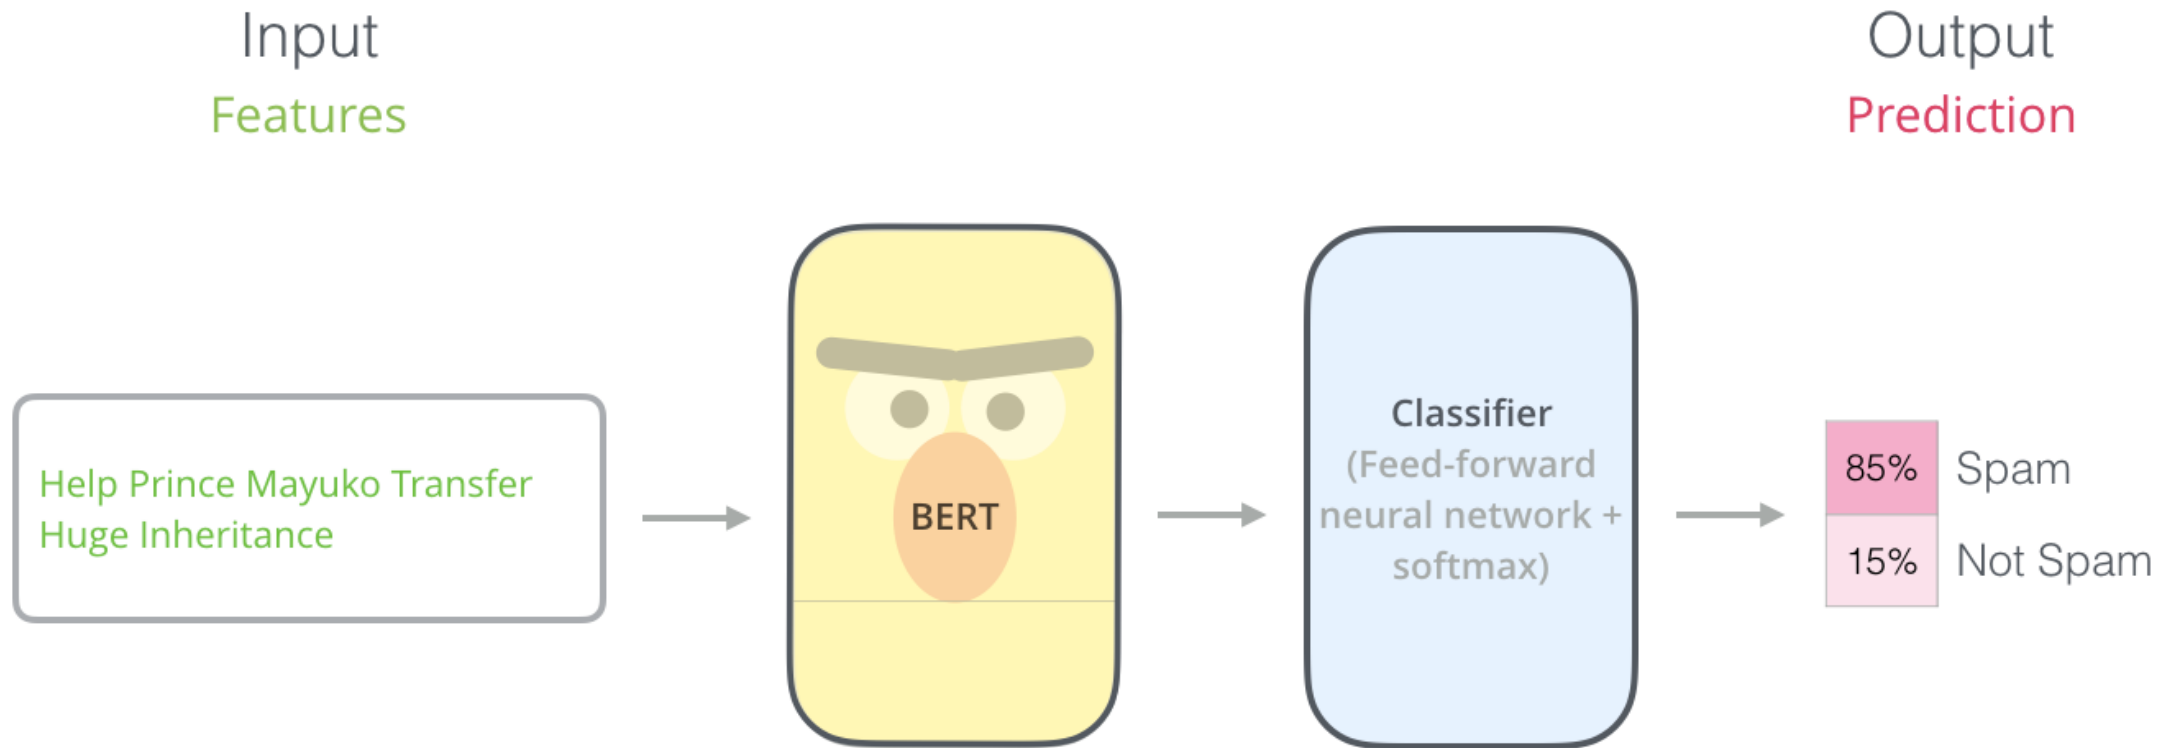 Input
Features
Output
Prediction
Help Prince Mayuko Transfer
Huge Inheritance
BERT
Classifier
(Feed-forward
neural network +
softmax)
85% Spam
15% Not Spam